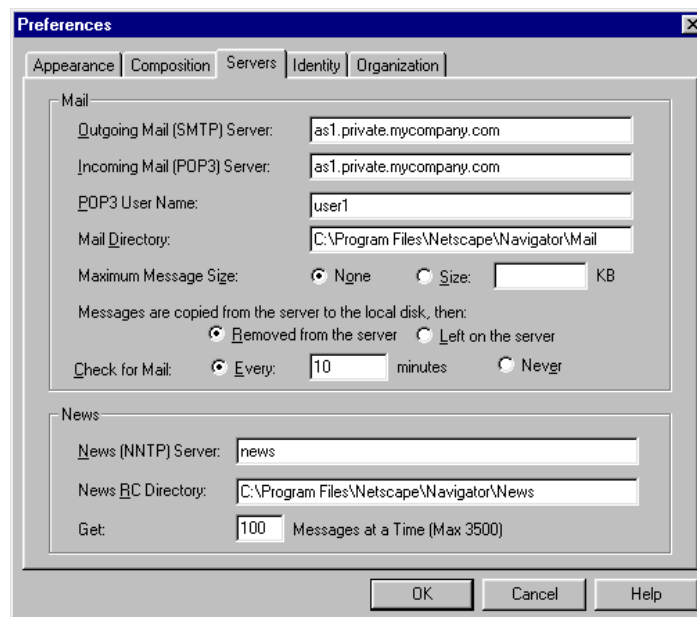 Preferences
Appearance Composition Servers Identity Organization
Mail
Outgoing Mail (SMTP) Server: as1.private.mycompany.com
Incoming Mail (POP3) Server: as1.private.mycompany.com
POP3 User Name: user1
Mail Directory: C:\Program Files\Netscape\Navigator\Mail
Maximum Message Size: None Size: KB
Messages are copied from the server to the local disk, then:
Removed from the server Left on the server
Check for Mail: Every: 10 minutes Never
News
News (NNTP) Server: news
News RC Directory: C:\Program Files\Netscape\Navigator\News
Get: 100 Messages at a Time (Max 3500)
OK Cancel Help